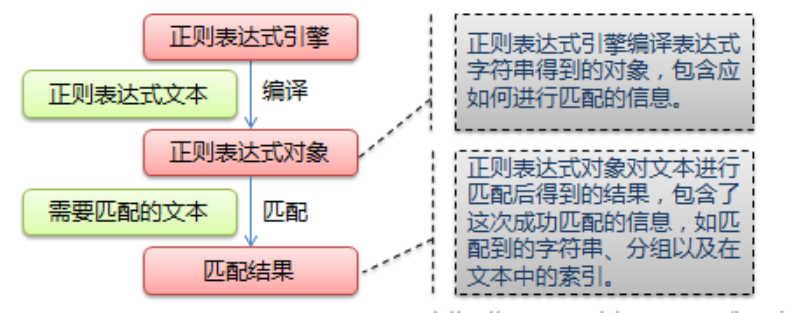 正则表达式引擎
正则表达式文本
编译
正则表达式对象
需要匹配的文本
匹配
匹配结果
正则表达式引擎编译表达式
字符串得到的对象，包含应
如何进行匹配的信息。
正则表达式对象对文本进行
匹配后得到的结果，包含了
这次成功匹配的信息，如匹
配到的字符串、分组以及在
文本中的索引。